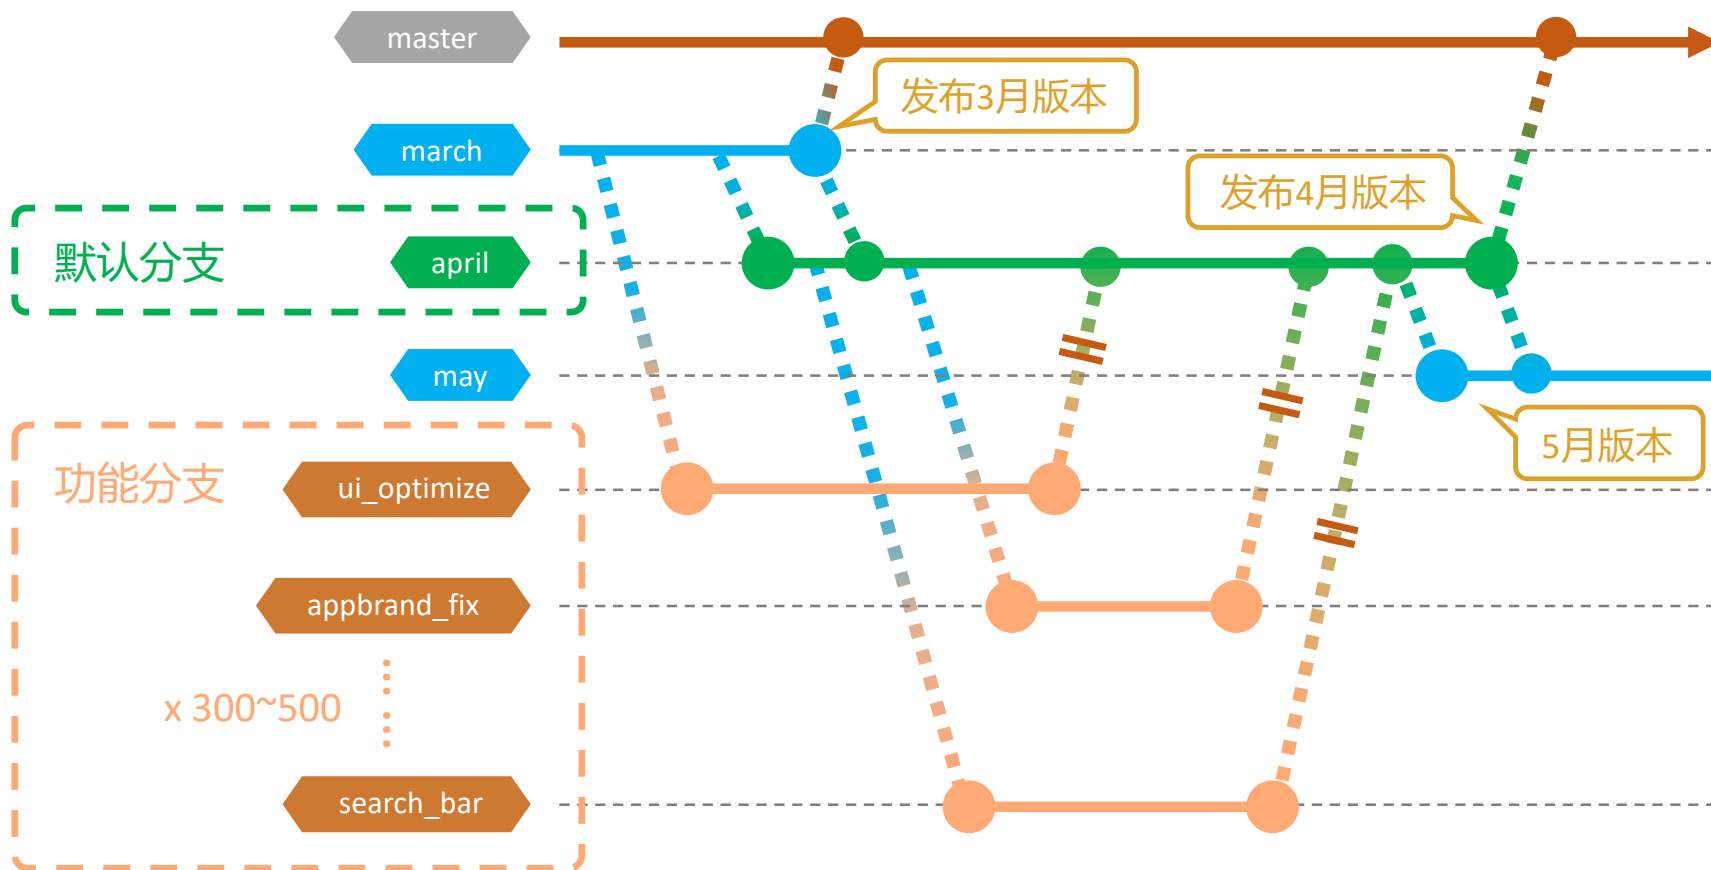 master
发布3月版本
march
发布4月版本
默认分支
april
may
5月版本
功能分支
ui_optimize
appbrand_fix
x 300~500
search_bar